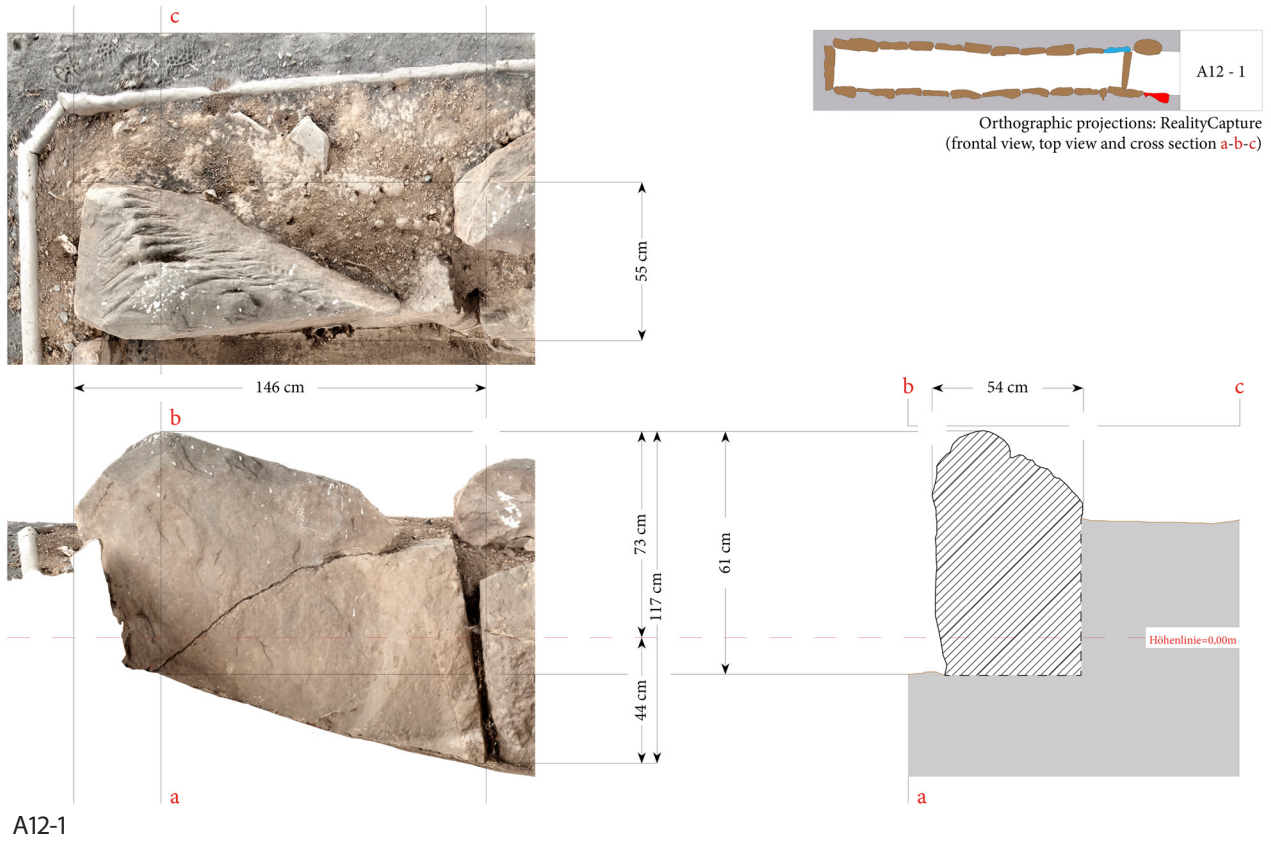 c
A12 - 1
Orthographic projections: RealityCapture
(frontal view, top view and cross section a-b-c)
55 cm
146 cm
b
b
54 cm
c
73 cm
117 cm
61 cm
Höhenlinie=0,00m
44 cm
a
a
A12-1